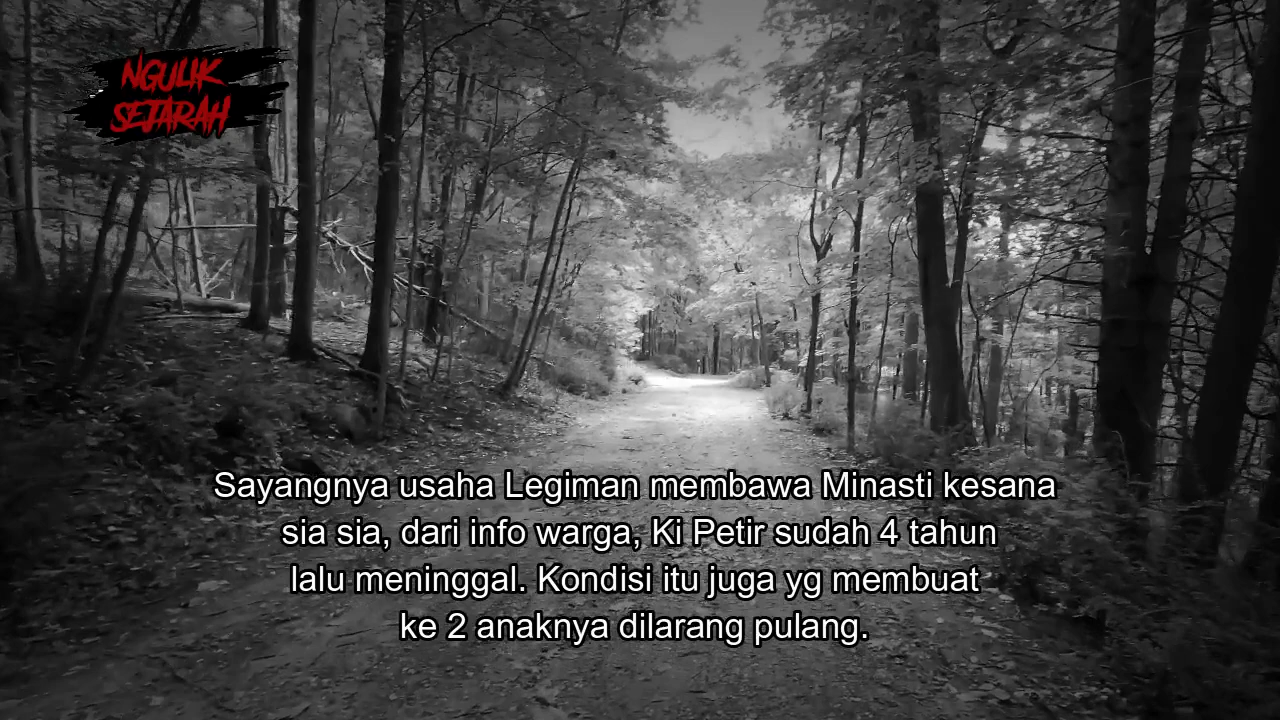 NGULIK
SEJARAH
Sayangnya usaha Legiman membawa Minasti kesana
sia sia, dari info warga, Ki Petir sudah 4 tahun
lalu meninggal. Kondisi itu juga yg membuat
ke 2 anaknya dilarang pulang.